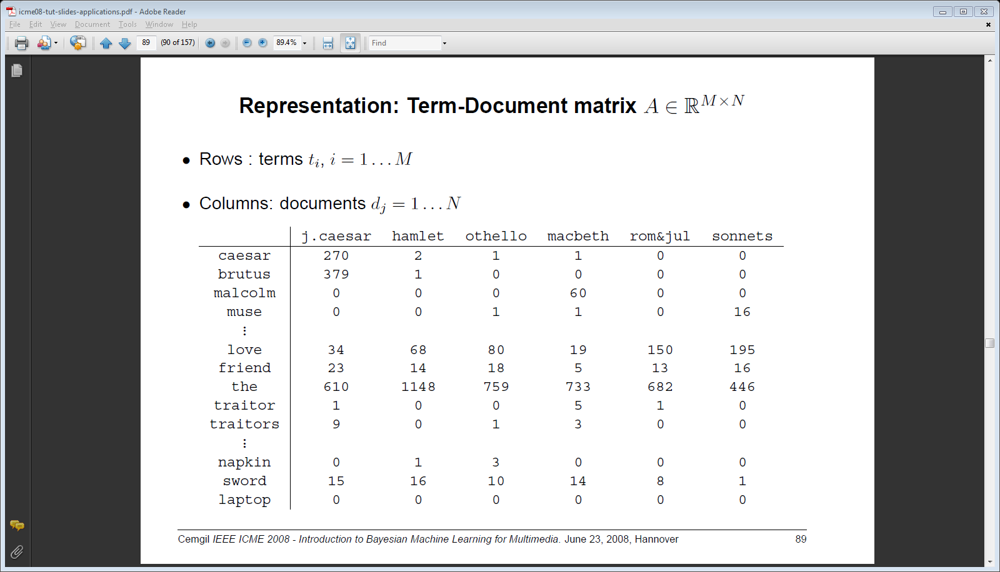 icme08-tut-slides-applications.pdf - Adobe Reader
File Edit View Document Tools Window Help
89 (90 of 157) 89.4% Find
Representation: Term-Document matrix A ∈ ℝ^{M×N}
• Rows : terms t_i, i = 1 … M
• Columns: documents d_j = 1 … N
j.caesar hamlet othello macbeth rom&jul sonnets
caesar 270 2 1 1 0 0
brutus 379 1 0 0 0 0
malcolm 0 0 0 60 0 0
muse 0 0 1 1 0 16
⋮
love 34 68 80 19 150 195
friend 23 14 18 5 13 16
the 610 1148 759 733 682 446
traitor 1 0 0 5 1 0
traitors 9 0 1 3 0 0
⋮
napkin 0 1 3 0 0 0
sword 15 16 10 14 8 1
laptop 0 0 0 0 0 0
Cemgil IEEE ICME 2008 - Introduction to Bayesian Machine Learning for Multimedia. June 23, 2008, Hannover 89